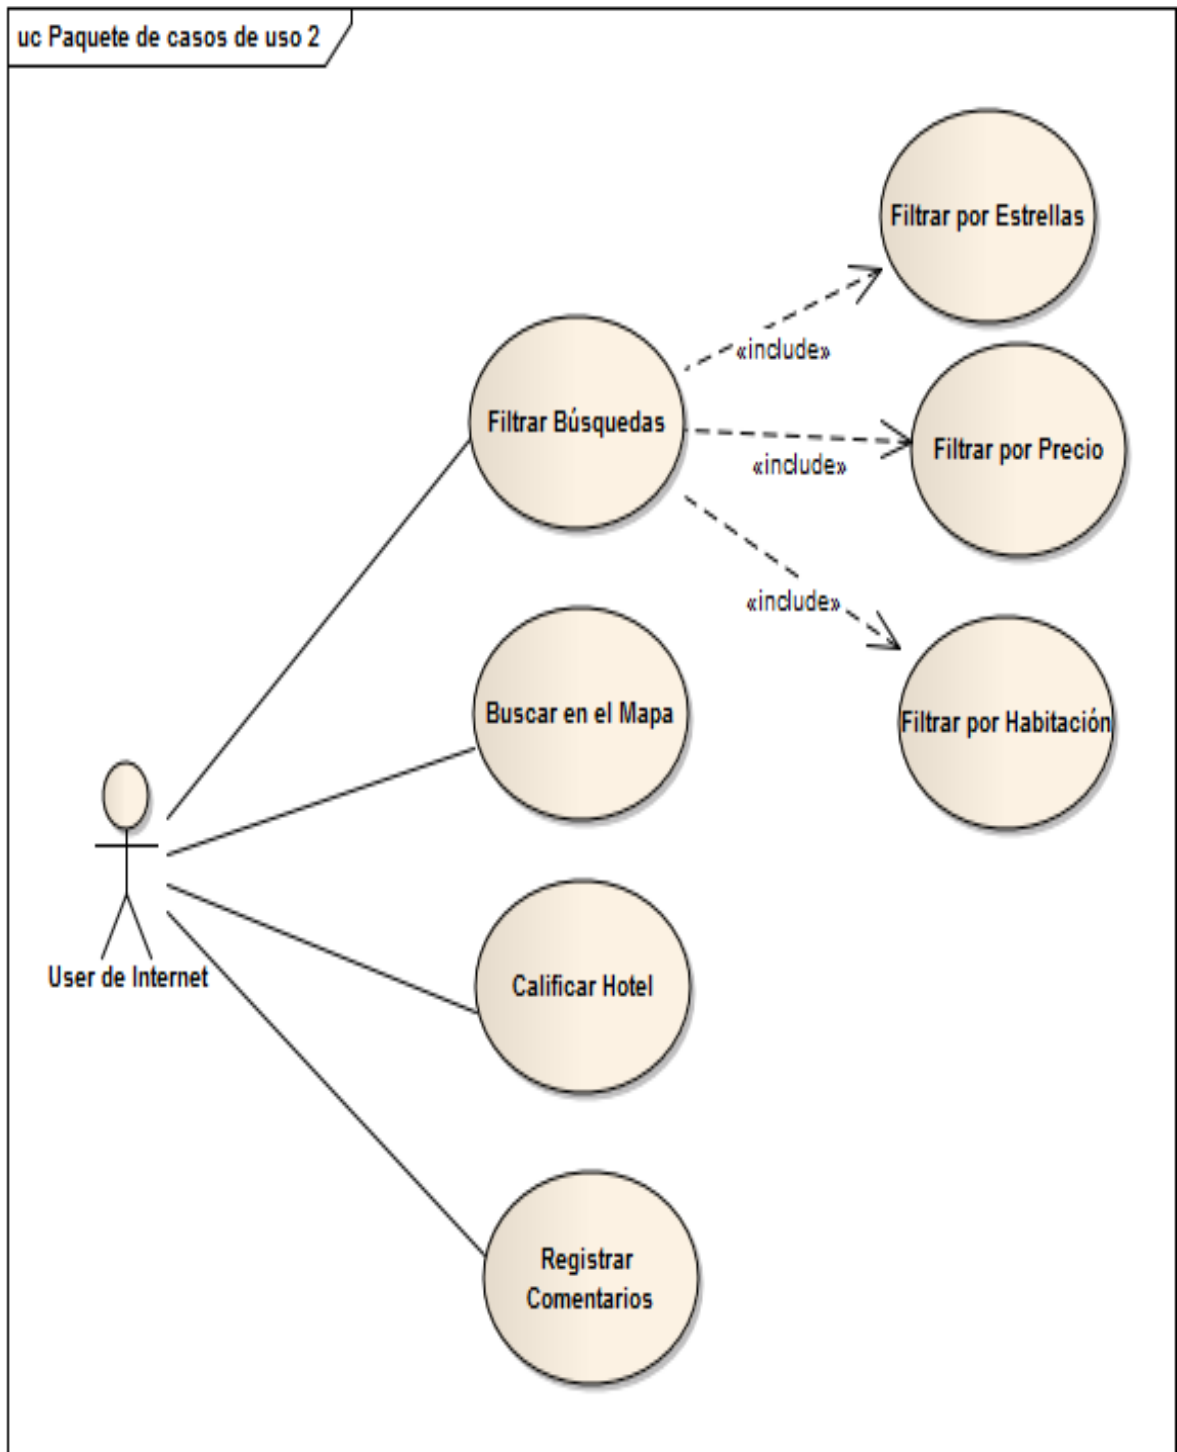 uc Paquete de casos de uso 2
Filtrar por Estrellas
«include»
Filtrar Búsquedas
Filtrar por Precio
«include»
«include»
Buscar en el Mapa
Filtrar por Habitación
User de Internet
Calificar Hotel
Registrar
Comentarios